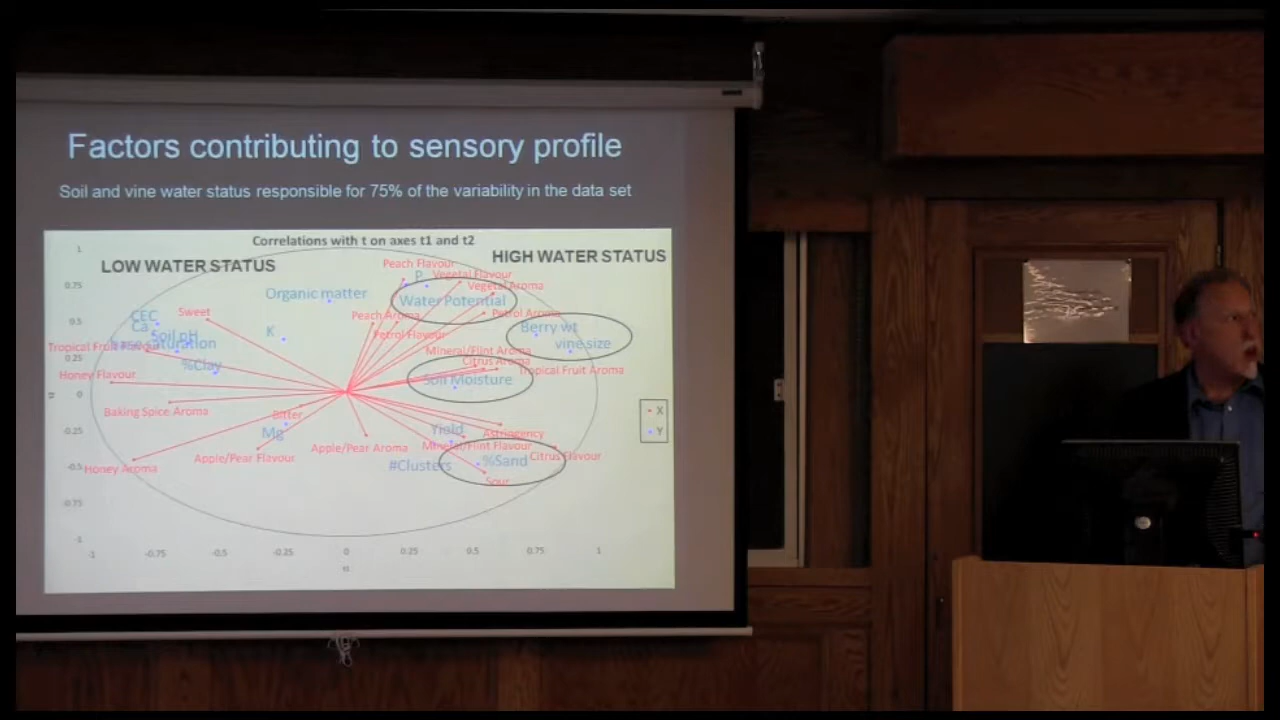 Factors contributing to sensory profile
Soil and vine water status responsible for 75% of the variability in the data set
Correlations with t on axes t1 and t2
LOW WATER STATUS
HIGH WATER STATUS
Peach Flavour
P
Vegetal Flavour
Vegetal Aroma
Organic matter
Water Potential
CEC
Sweet
Peach Aroma
Petrol Aroma
Ca
K
Berry wt
Soil pH
Petrol Flavour
base saturation
vine size
Tropical Fruit Flavour
Mineral/Flint Aroma
%Clay
Citrus Aroma
Tropical Fruit Aroma
Honey Flavour
Soil Moisture
Baking Spice Aroma
Bitter
Mg
Yield
Astringency
Apple/Pear Aroma
Mineral/Flint Flavour
Apple/Pear Flavour
Citrus Flavour
Honey Aroma
#Clusters
%Sand
Sour
X
Y
1
0.75
0.5
0.25
0
-0.25
-0.5
-0.75
-1
-1 -0.75 -0.5 -0.25 0 0.25 0.5 0.75 1